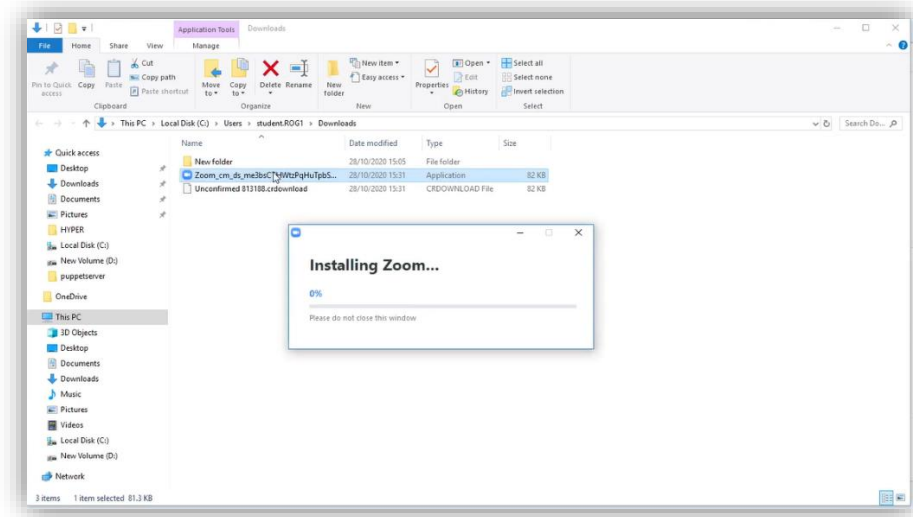 Application Tools Downloads
File Home Share View Manage
Pin to Quick access
Copy
Paste
Cut
Copy path
Paste shortcut
Clipboard
Move to
Copy to
Delete
Rename
Organize
New folder
New item
Easy access
New
Properties
Open
Edit
History
Open
Select all
Select none
Invert selection
Select
This PC > Local Disk (C:) > Users > student.ROG1 > Downloads
Search Do...
Quick access
Desktop
Downloads
Documents
Pictures
HYPER
Local Disk (C:)
New Volume (D:)
puppetserver
OneDrive
This PC
3D Objects
Desktop
Documents
Downloads
Music
Pictures
Videos
Local Disk (C:)
New Volume (D:)
Network
Name Date modified Type Size
New folder 28/10/2020 15:05 File folder
28/10/2020 15:31 Application 82 KB
Unconfirmed 813188.crdownload 28/10/2020 15:31 CRDOWNLOAD File 82 KB
Installing Zoom...
0%
Please do not close this window
3 items 1 item selected 81.3 KB